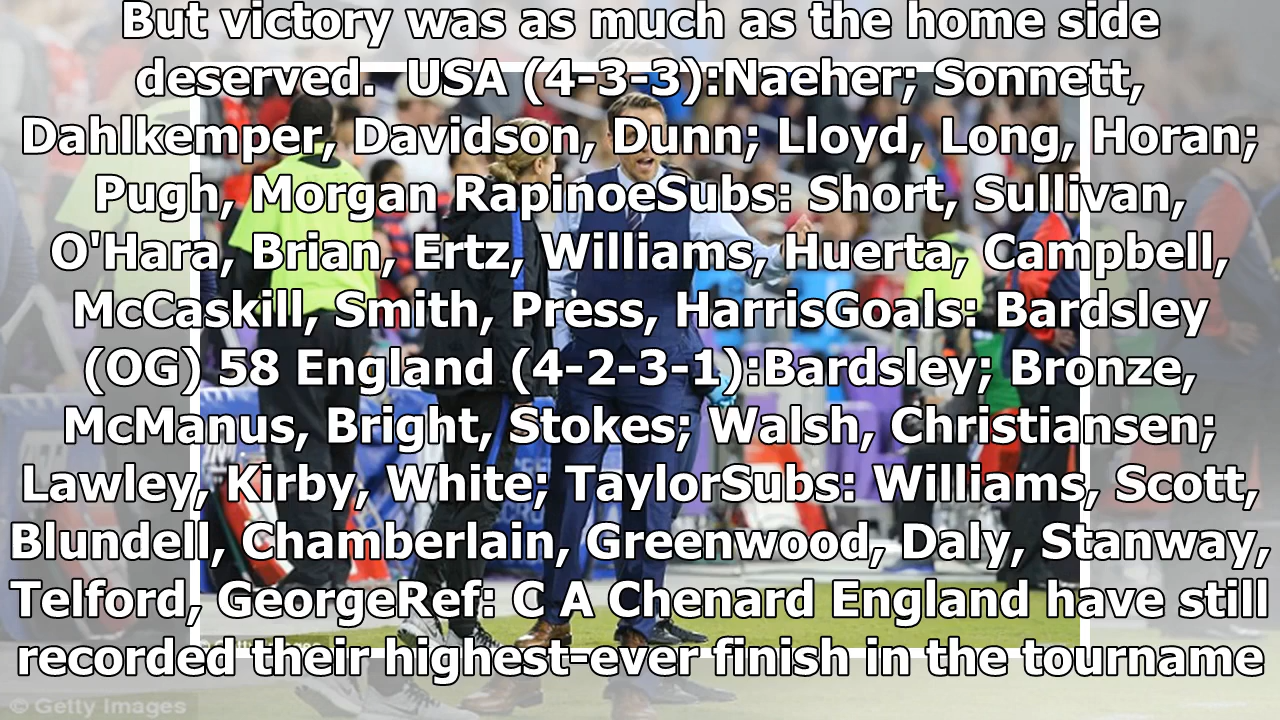 But victory was as much as the home side
deserved.  USA (4-3-3):Naeher; Sonnett,
Dahlkemper, Davidson, Dunn; Lloyd, Long, Horan;
Pugh, Morgan RapinoeSubs: Short, Sullivan,
O'Hara, Brian, Ertz, Williams, Huerta, Campbell,
McCaskill, Smith, Press, HarrisGoals: Bardsley
(OG) 58 England (4-2-3-1):Bardsley; Bronze,
McManus, Bright, Stokes; Walsh, Christiansen;
Lawley, Kirby, White; TaylorSubs: Williams, Scott,
Blundell, Chamberlain, Greenwood, Daly, Stanway,
Telford, GeorgeRef: C A Chenard England have still
recorded their highest-ever finish in the tourname
© Getty Images